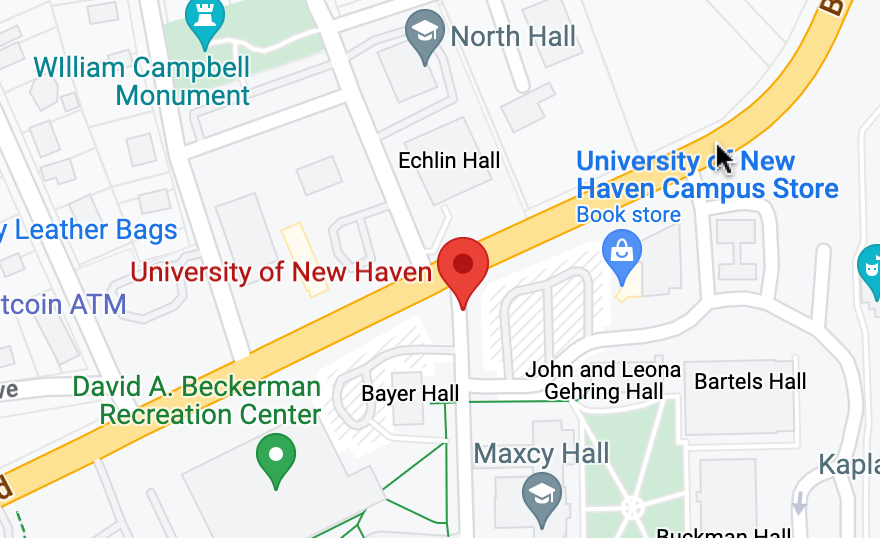 B
North Hall
WIlliam Campbell
Monument
Echlin Hall
University of New
Haven Campus Store
Book store
y Leather Bags
University of New Haven
tcoin ATM
John and Leona
Gehring Hall
Bartels Hall
ve
David A. Beckerman
Recreation Center
Bayer Hall
Maxcy Hall
Kapla
d
Buckman Hall